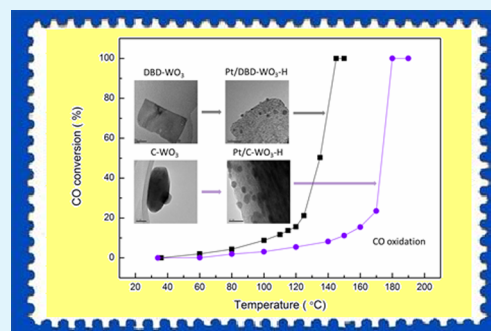 CO conversion (%)
100
80
60
40
20
0
DBD-WO₃
Pt/DBD-WO₃-H
C-WO₃
Pt/C-WO₃-H
CO oxidation
20 40 60 80 100 120 140 160 180 200
Temperature (°C)